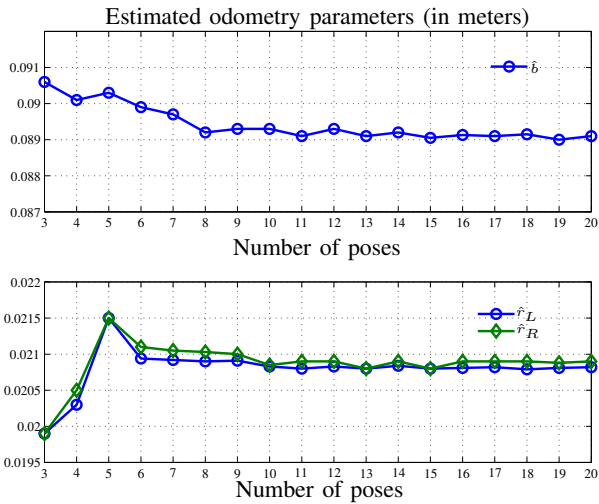 Estimated odometry parameters (in meters)
0.091
b̂
0.09
0.089
0.088
0.087
3 4 5 6 7 8 9 10 11 12 13 14 15 16 17 18 19 20
Number of poses
0.022
r̂L
0.0215
r̂R
0.021
0.0205
0.02
0.0195
3 4 5 6 7 8 9 10 11 12 13 14 15 16 17 18 19 20
Number of poses